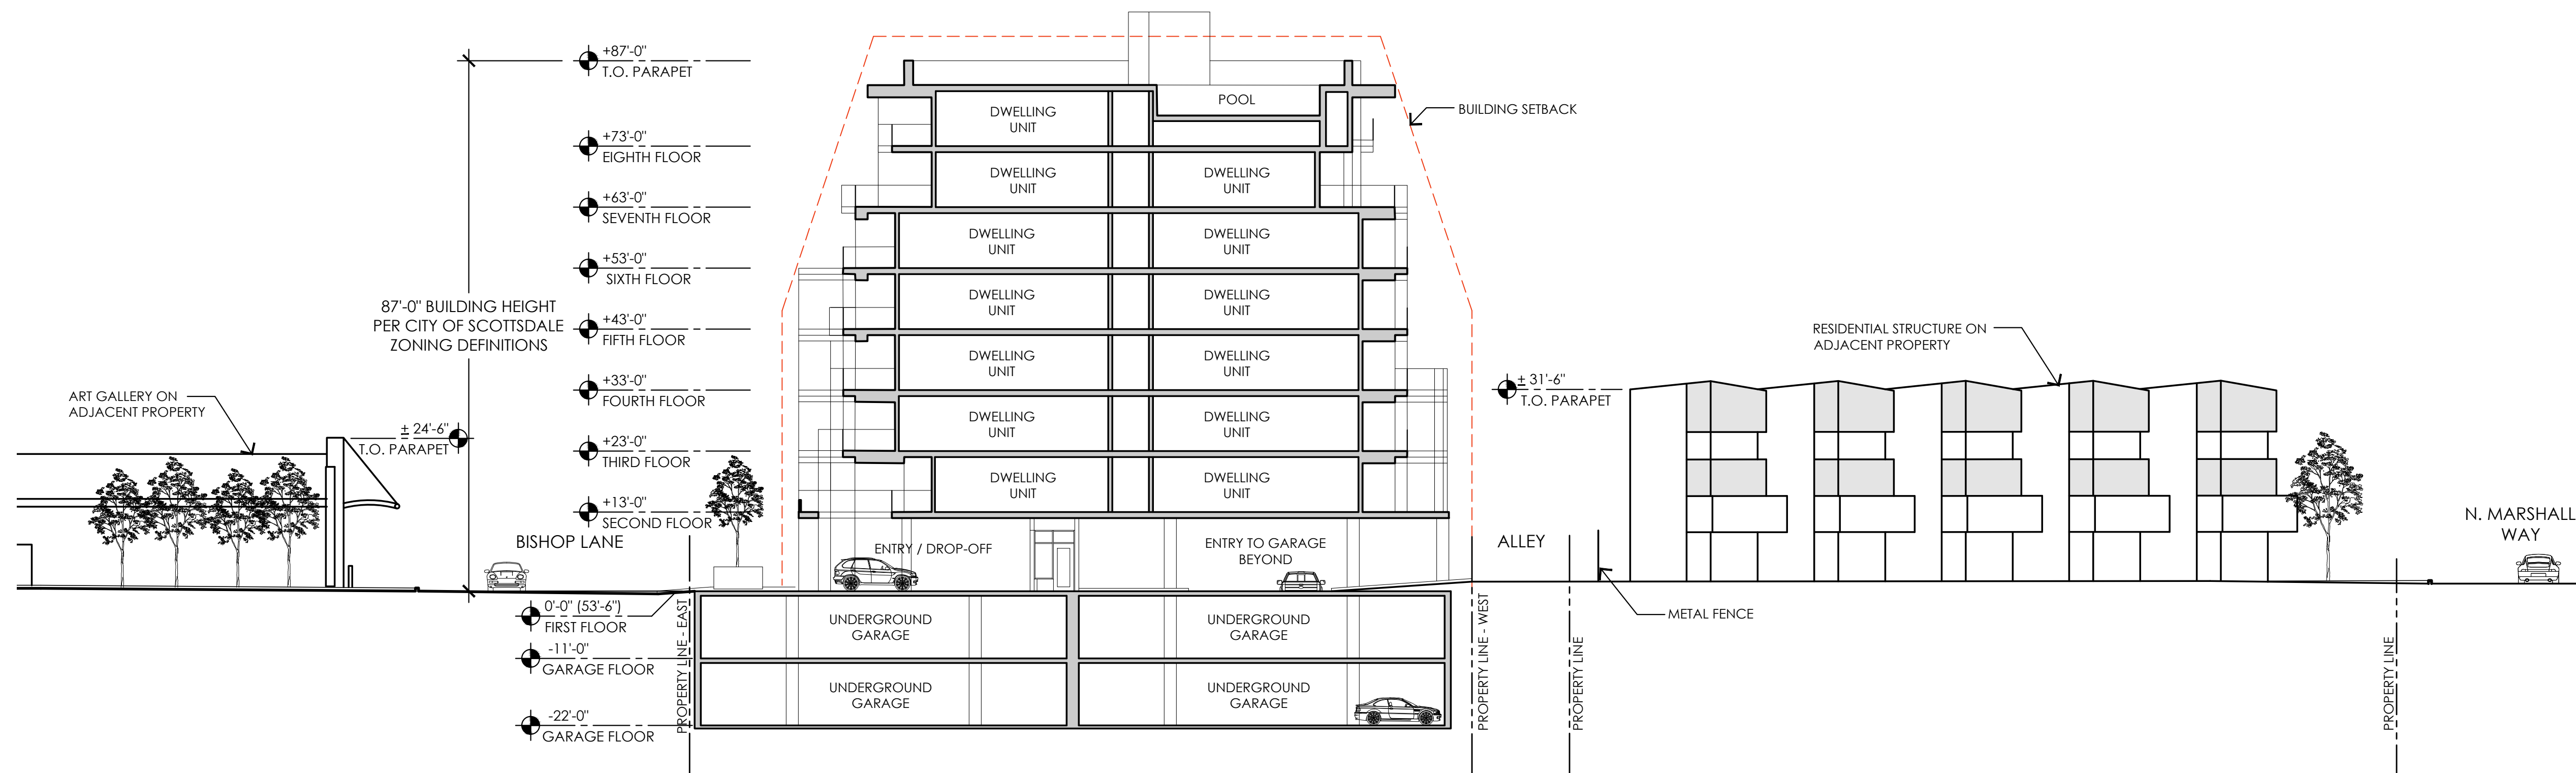 +87'-0"
T.O. PARAPET
+73'-0"
EIGHTH FLOOR
+63'-0"
SEVENTH FLOOR
+53'-0"
SIXTH FLOOR
+43'-0"
FIFTH FLOOR
+33'-0"
FOURTH FLOOR
+23'-0"
THIRD FLOOR
+13'-0"
SECOND FLOOR
0'-0" (53'-6")
FIRST FLOOR
-11'-0"
GARAGE FLOOR
-22'-0"
GARAGE FLOOR
87'-0" BUILDING HEIGHT
PER CITY OF SCOTTSDALE
ZONING DEFINITIONS
ART GALLERY ON
ADJACENT PROPERTY
± 24'-6"
T.O. PARAPET
BISHOP LANE
PROPERTY LINE - EAST
DWELLING
UNIT
POOL
DWELLING
UNIT
DWELLING
UNIT
DWELLING
UNIT
DWELLING
UNIT
DWELLING
UNIT
DWELLING
UNIT
DWELLING
UNIT
DWELLING
UNIT
DWELLING
UNIT
DWELLING
UNIT
DWELLING
UNIT
DWELLING
UNIT
ENTRY / DROP-OFF
ENTRY TO GARAGE
BEYOND
UNDERGROUND
GARAGE
UNDERGROUND
GARAGE
UNDERGROUND
GARAGE
UNDERGROUND
GARAGE
BUILDING SETBACK
± 31'-6"
T.O. PARAPET
ALLEY
PROPERTY LINE - WEST
PROPERTY LINE
METAL FENCE
RESIDENTIAL STRUCTURE ON
ADJACENT PROPERTY
PROPERTY LINE
N. MARSHALL
WAY